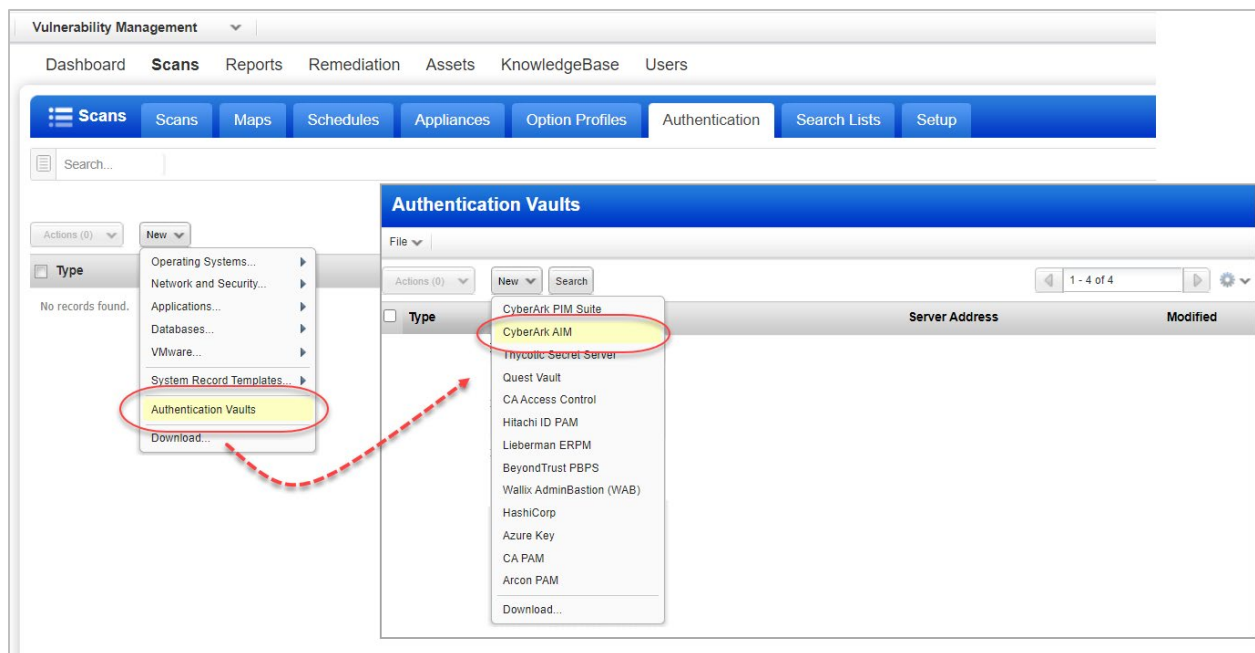 Vulnerability Management
Dashboard Scans Reports Remediation Assets KnowledgeBase Users
Scans Scans Maps Schedules Appliances Option Profiles Authentication Search Lists Setup
Search...
Actions (0) New
Type
No records found.
Operating Systems...
Network and Security...
Applications...
Databases...
VMware...
System Record Templates...
Authentication Vaults
Download...
Authentication Vaults
File
Actions (0) New Search 1 - 4 of 4
Type Server Address Modified
CyberArk PIM Suite
CyberArk AIM
Thycotic Secret Server
Quest Vault
CA Access Control
Hitachi ID PAM
Lieberman ERPM
BeyondTrust PBPS
Wallix AdminBastion (WAB)
HashiCorp
Azure Key
CA PAM
Arcon PAM
Download...